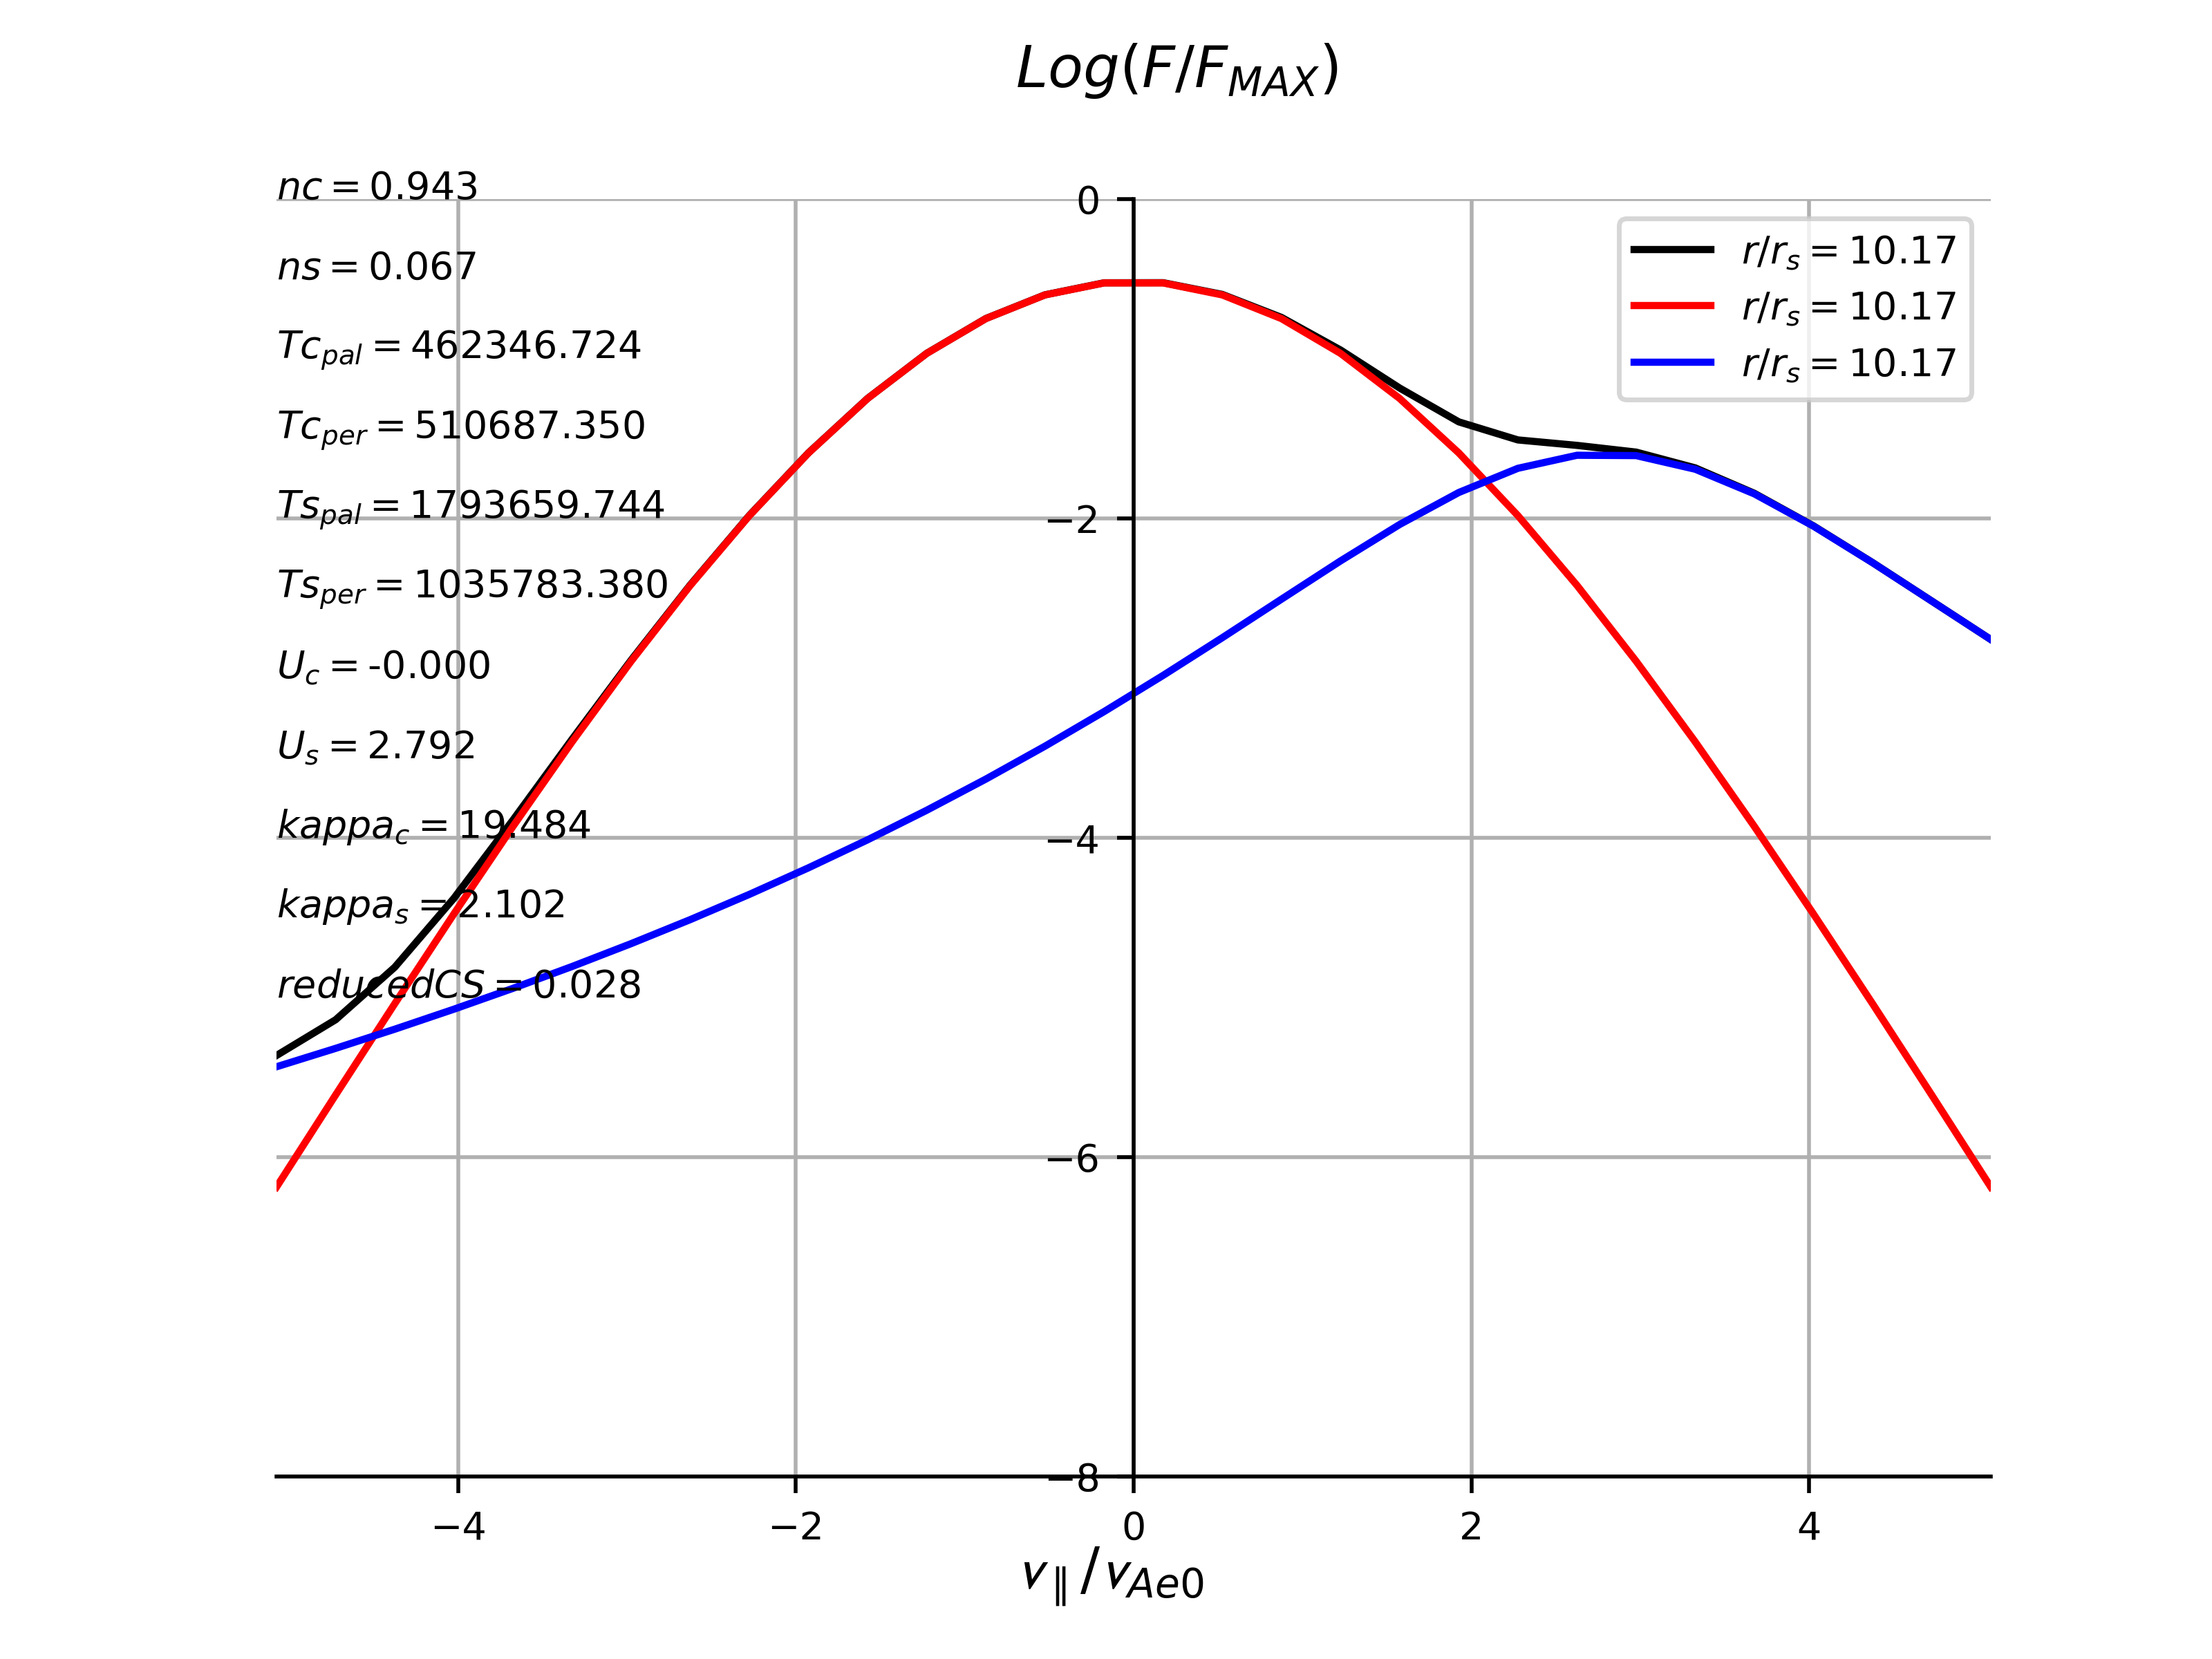 Log(F/F_MAX)
nc = 0.943
ns = 0.067
Tc_pal = 462346.724
Tc_per = 510687.350
Ts_pal = 1793659.744
Ts_per = 1035783.380
U_c = -0.000
U_s = 2.792
kappa_c = 19.484
kappa_s = 2.102
reducedCS = 0.028
r/r_s = 10.17
r/r_s = 10.17
r/r_s = 10.17
0
−2
−4
−6
−8
−4 −2 0 2 4
v_∥/v_Ae0